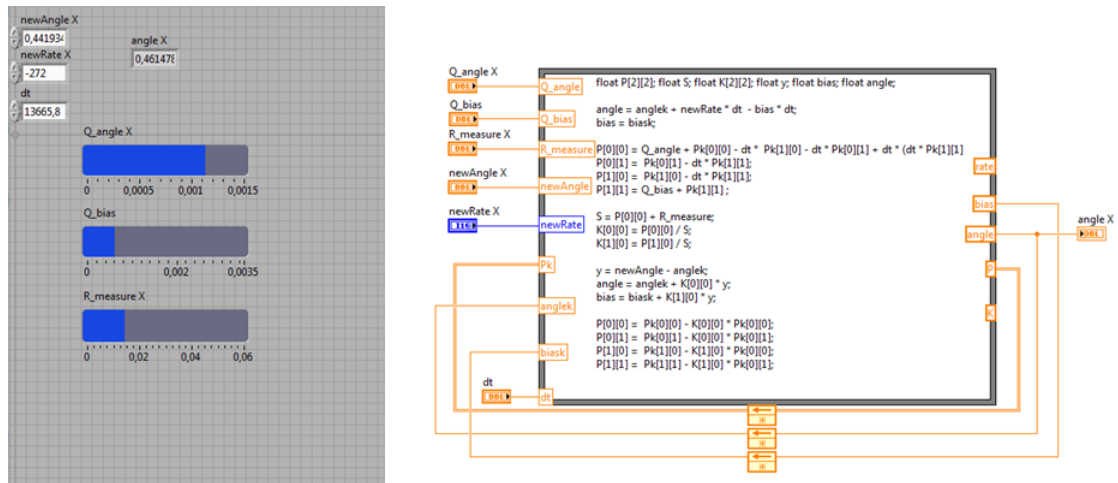 newAngle X
0,441934
angle X
0,461478
newRate X
-272
dt
13665,8
Q_angle X
0 0,0005 0,001 0,0015
Q_bias
0 0,002 0,0035
R_measure X
0 0,02 0,04 0,06
Q_angle X
DBL
Q_angle
Q_bias
DBL
Q_bias
R_measure X
DBL
R_measure
newAngle X
DBL
newAngle
newRate X
I16
newRate
Pk
anglek
biask
dt
DBL
dt
float P[2][2]; float S; float K[2][2]; float y; float bias; float angle;
angle = anglek + newRate * dt - bias * dt;
bias = biask;
P[0][0] = Q_angle + Pk[0][0] - dt * Pk[1][0] - dt * Pk[0][1] + dt * (dt * Pk[1][1]
P[0][1] = Pk[0][1] - dt * Pk[1][1];
P[1][0] = Pk[1][0] - dt * Pk[1][1];
P[1][1] = Q_bias + Pk[1][1] ;
S = P[0][0] + R_measure;
K[0][0] = P[0][0] / S;
K[1][0] = P[1][0] / S;
y = newAngle - anglek;
angle = anglek + K[0][0] * y;
bias = biask + K[1][0] * y;
P[0][0] = Pk[0][0] - K[0][0] * Pk[0][0];
P[0][1] = Pk[0][1] - K[0][0] * Pk[0][1];
P[1][0] = Pk[1][0] - K[1][0] * Pk[0][0];
P[1][1] = Pk[1][1] - K[1][0] * Pk[0][1];
rate
bias
angle
P
K
angle X
DBL